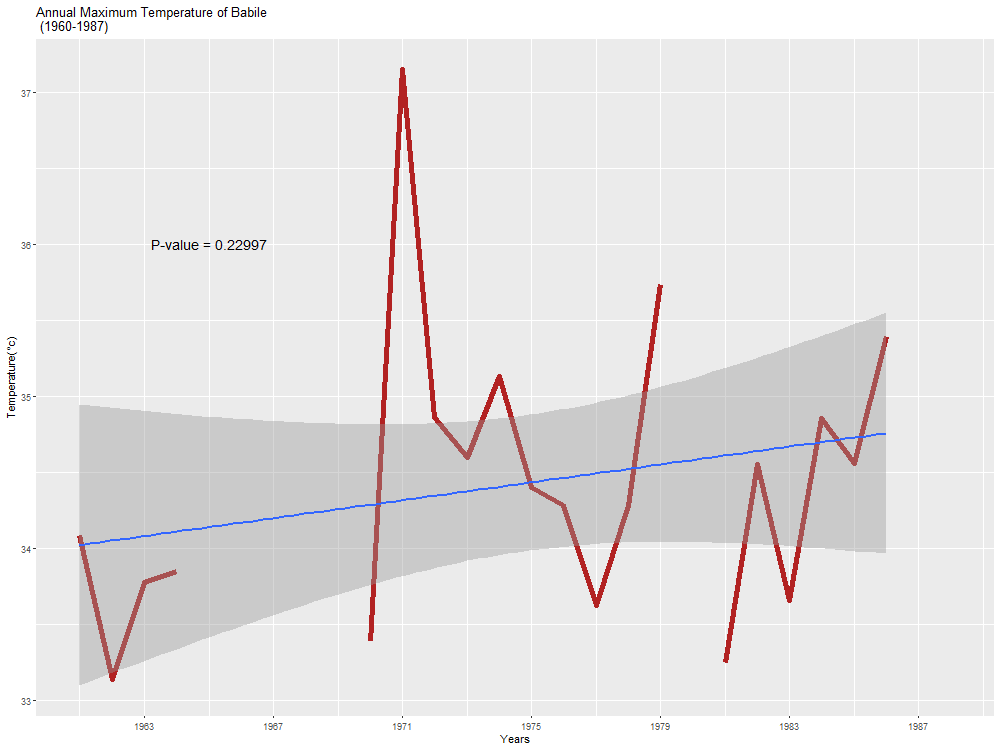 Annual Maximum Temperature of Babile
(1960-1987)
37
P-value = 0.22997
36
Temperature(°c)
35
34
33
1963 1967 1971 1975 1979 1983 1987
Years